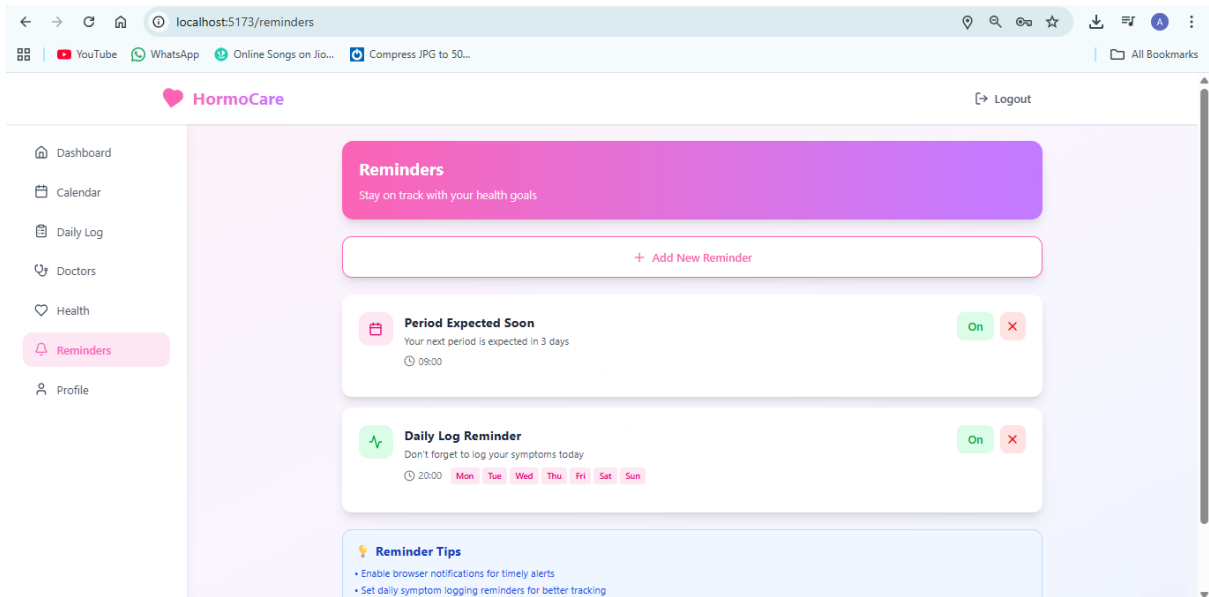 localhost:5173/reminders
A
YouTube WhatsApp Online Songs on Jio... Compress JPG to 50... All Bookmarks
HormoCare
Logout
Dashboard
Calendar
Daily Log
Doctors
Health
Reminders
Profile
Reminders
Stay on track with your health goals
+ Add New Reminder
Period Expected Soon
Your next period is expected in 3 days
09:00
On
Daily Log Reminder
Don't forget to log your symptoms today
20:00 Mon Tue Wed Thu Fri Sat Sun
On
Reminder Tips
• Enable browser notifications for timely alerts
• Set daily symptom logging reminders for better tracking